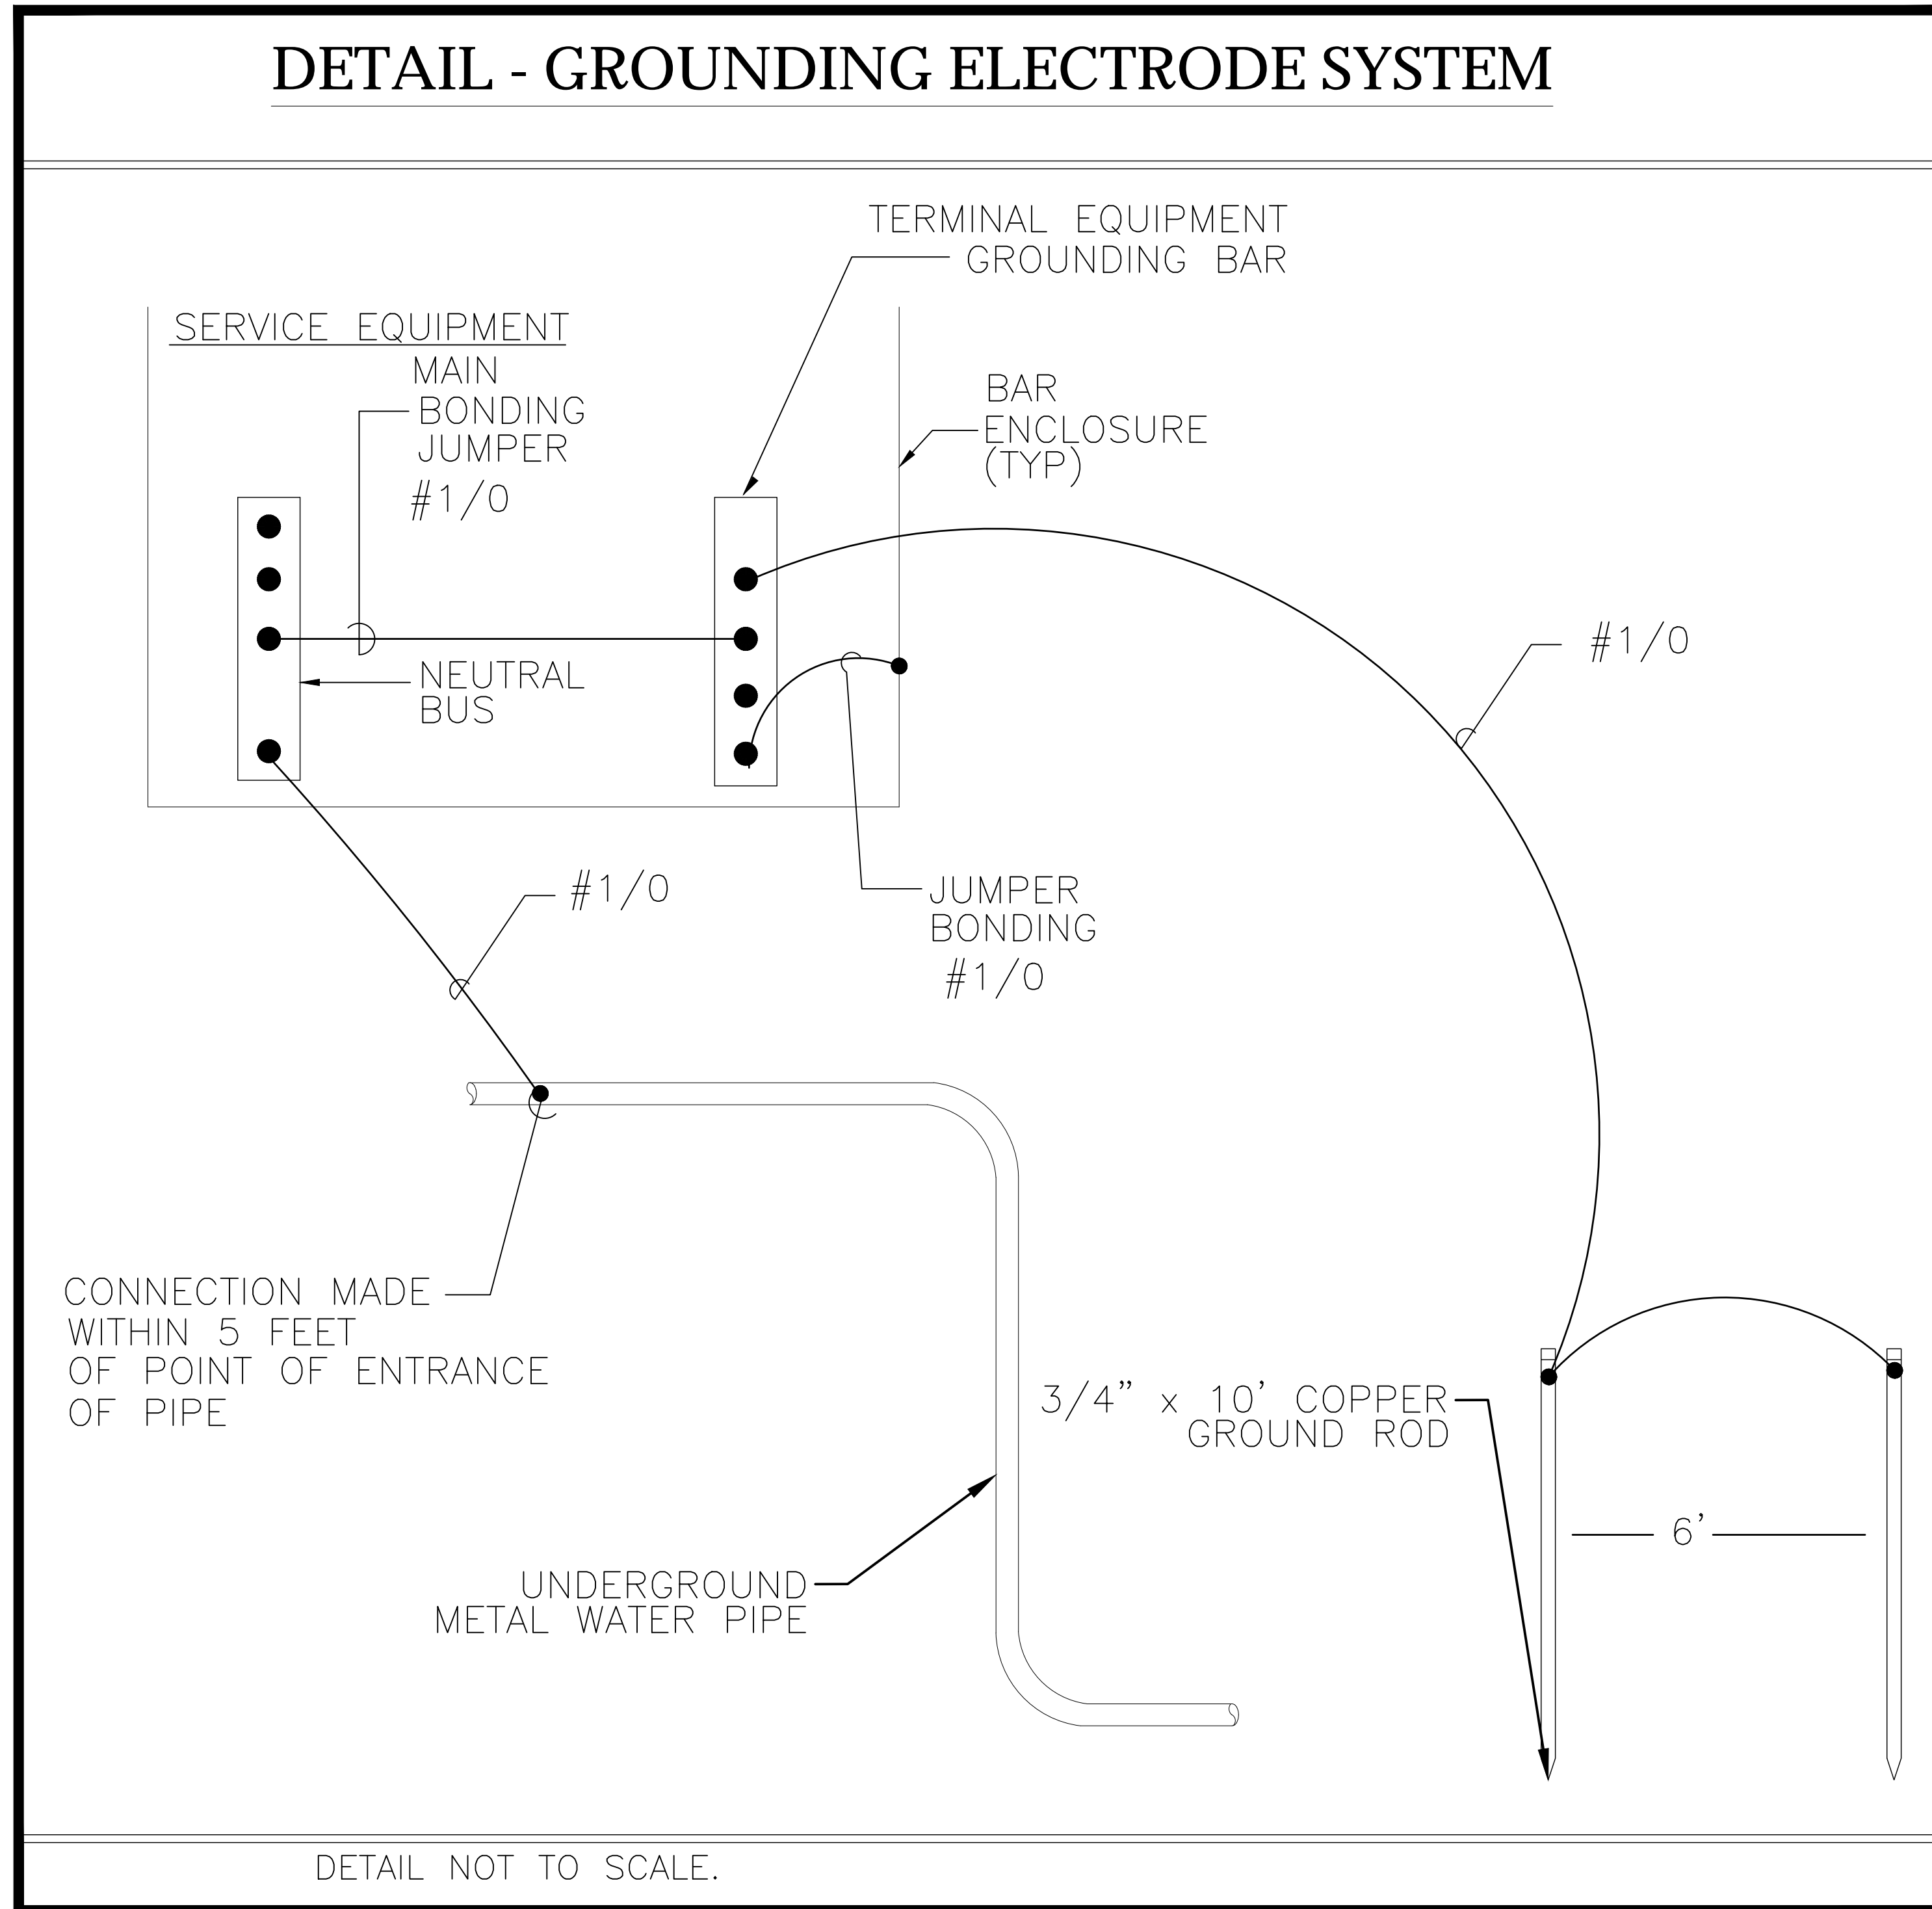 DETAIL - GROUNDING ELECTRODE SYSTEM
TERMINAL EQUIPMENT
GROUNDING BAR
SERVICE EQUIPMENT
MAIN
BONDING
JUMPER
#1/0
BAR
ENCLOSURE
(TYP)
#1/0
NEUTRAL
BUS
#1/0
JUMPER
BONDING
#1/0
CONNECTION MADE
WITHIN 5 FEET
OF POINT OF ENTRANCE
OF PIPE
3/4" x 10' COPPER
GROUND ROD
6'
UNDERGROUND
METAL WATER PIPE
DETAIL NOT TO SCALE.